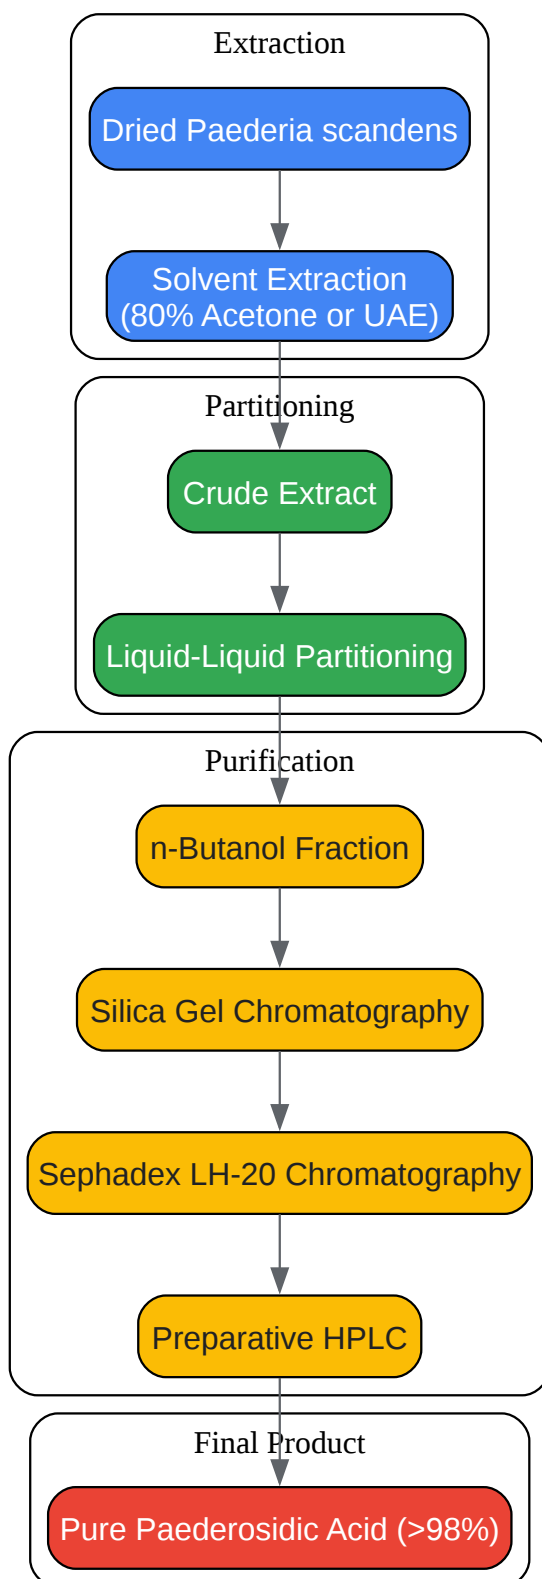 Extraction
Dried Paederia scandens
Solvent Extraction
(80% Acetone or UAE)
Partitioning
Crude Extract
Liquid-Liquid Partitioning
Purification
n-Butanol Fraction
Silica Gel Chromatography
Sephadex LH-20 Chromatography
Preparative HPLC
Final Product
Pure Paederosidic Acid (>98%)